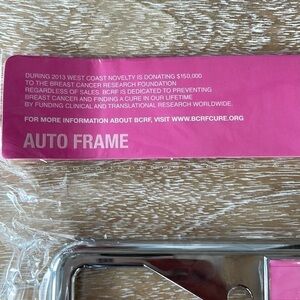 DURING 2013 WEST COAST NOVELTY IS DONATING $150,000
TO THE BREAST CANCER RESEARCH FOUNDATION
REGARDLESS OF SALES. BCRF IS DEDICATED TO PREVENTING
BREAST CANCER AND FINDING A CURE IN OUR LIFETIME
BY FUNDING CLINICAL AND TRANSLATIONAL RESEARCH WORLDWIDE.
FOR MORE INFORMATION ABOUT BCRF, VISIT WWW.BCRFCURE.ORG
AUTO FRAME